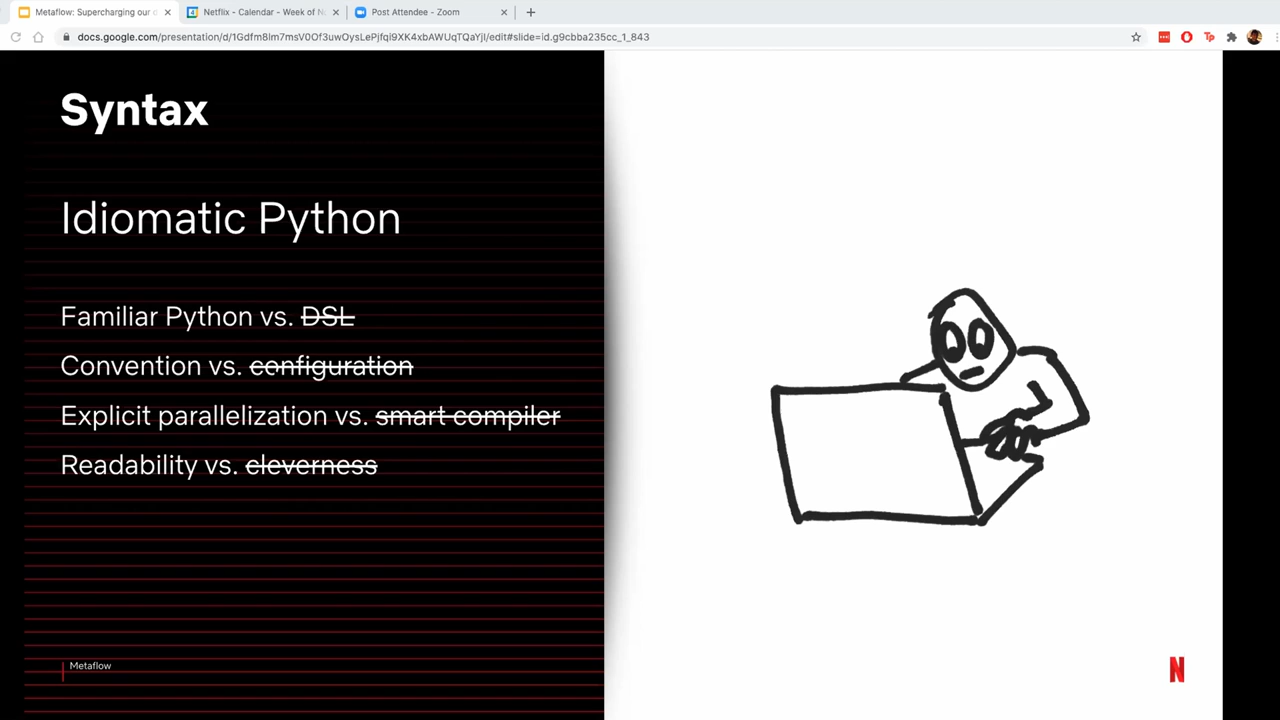 Metaflow: Supercharging our
Netflix - Calendar - Week of
Post Attendee - Zoom
docs.google.com/presentation/d/1Gdfm8lm7msV0Of3uwOysLePjfqi9XK4xbAWUqTQaYjI/edit#slide=id.g9cbba235cc_1_843
Syntax
Idiomatic Python
Familiar Python vs. DSL
Convention vs. configuration
Explicit parallelization vs. smart compiler
Readability vs. cleverness
Metaflow
N